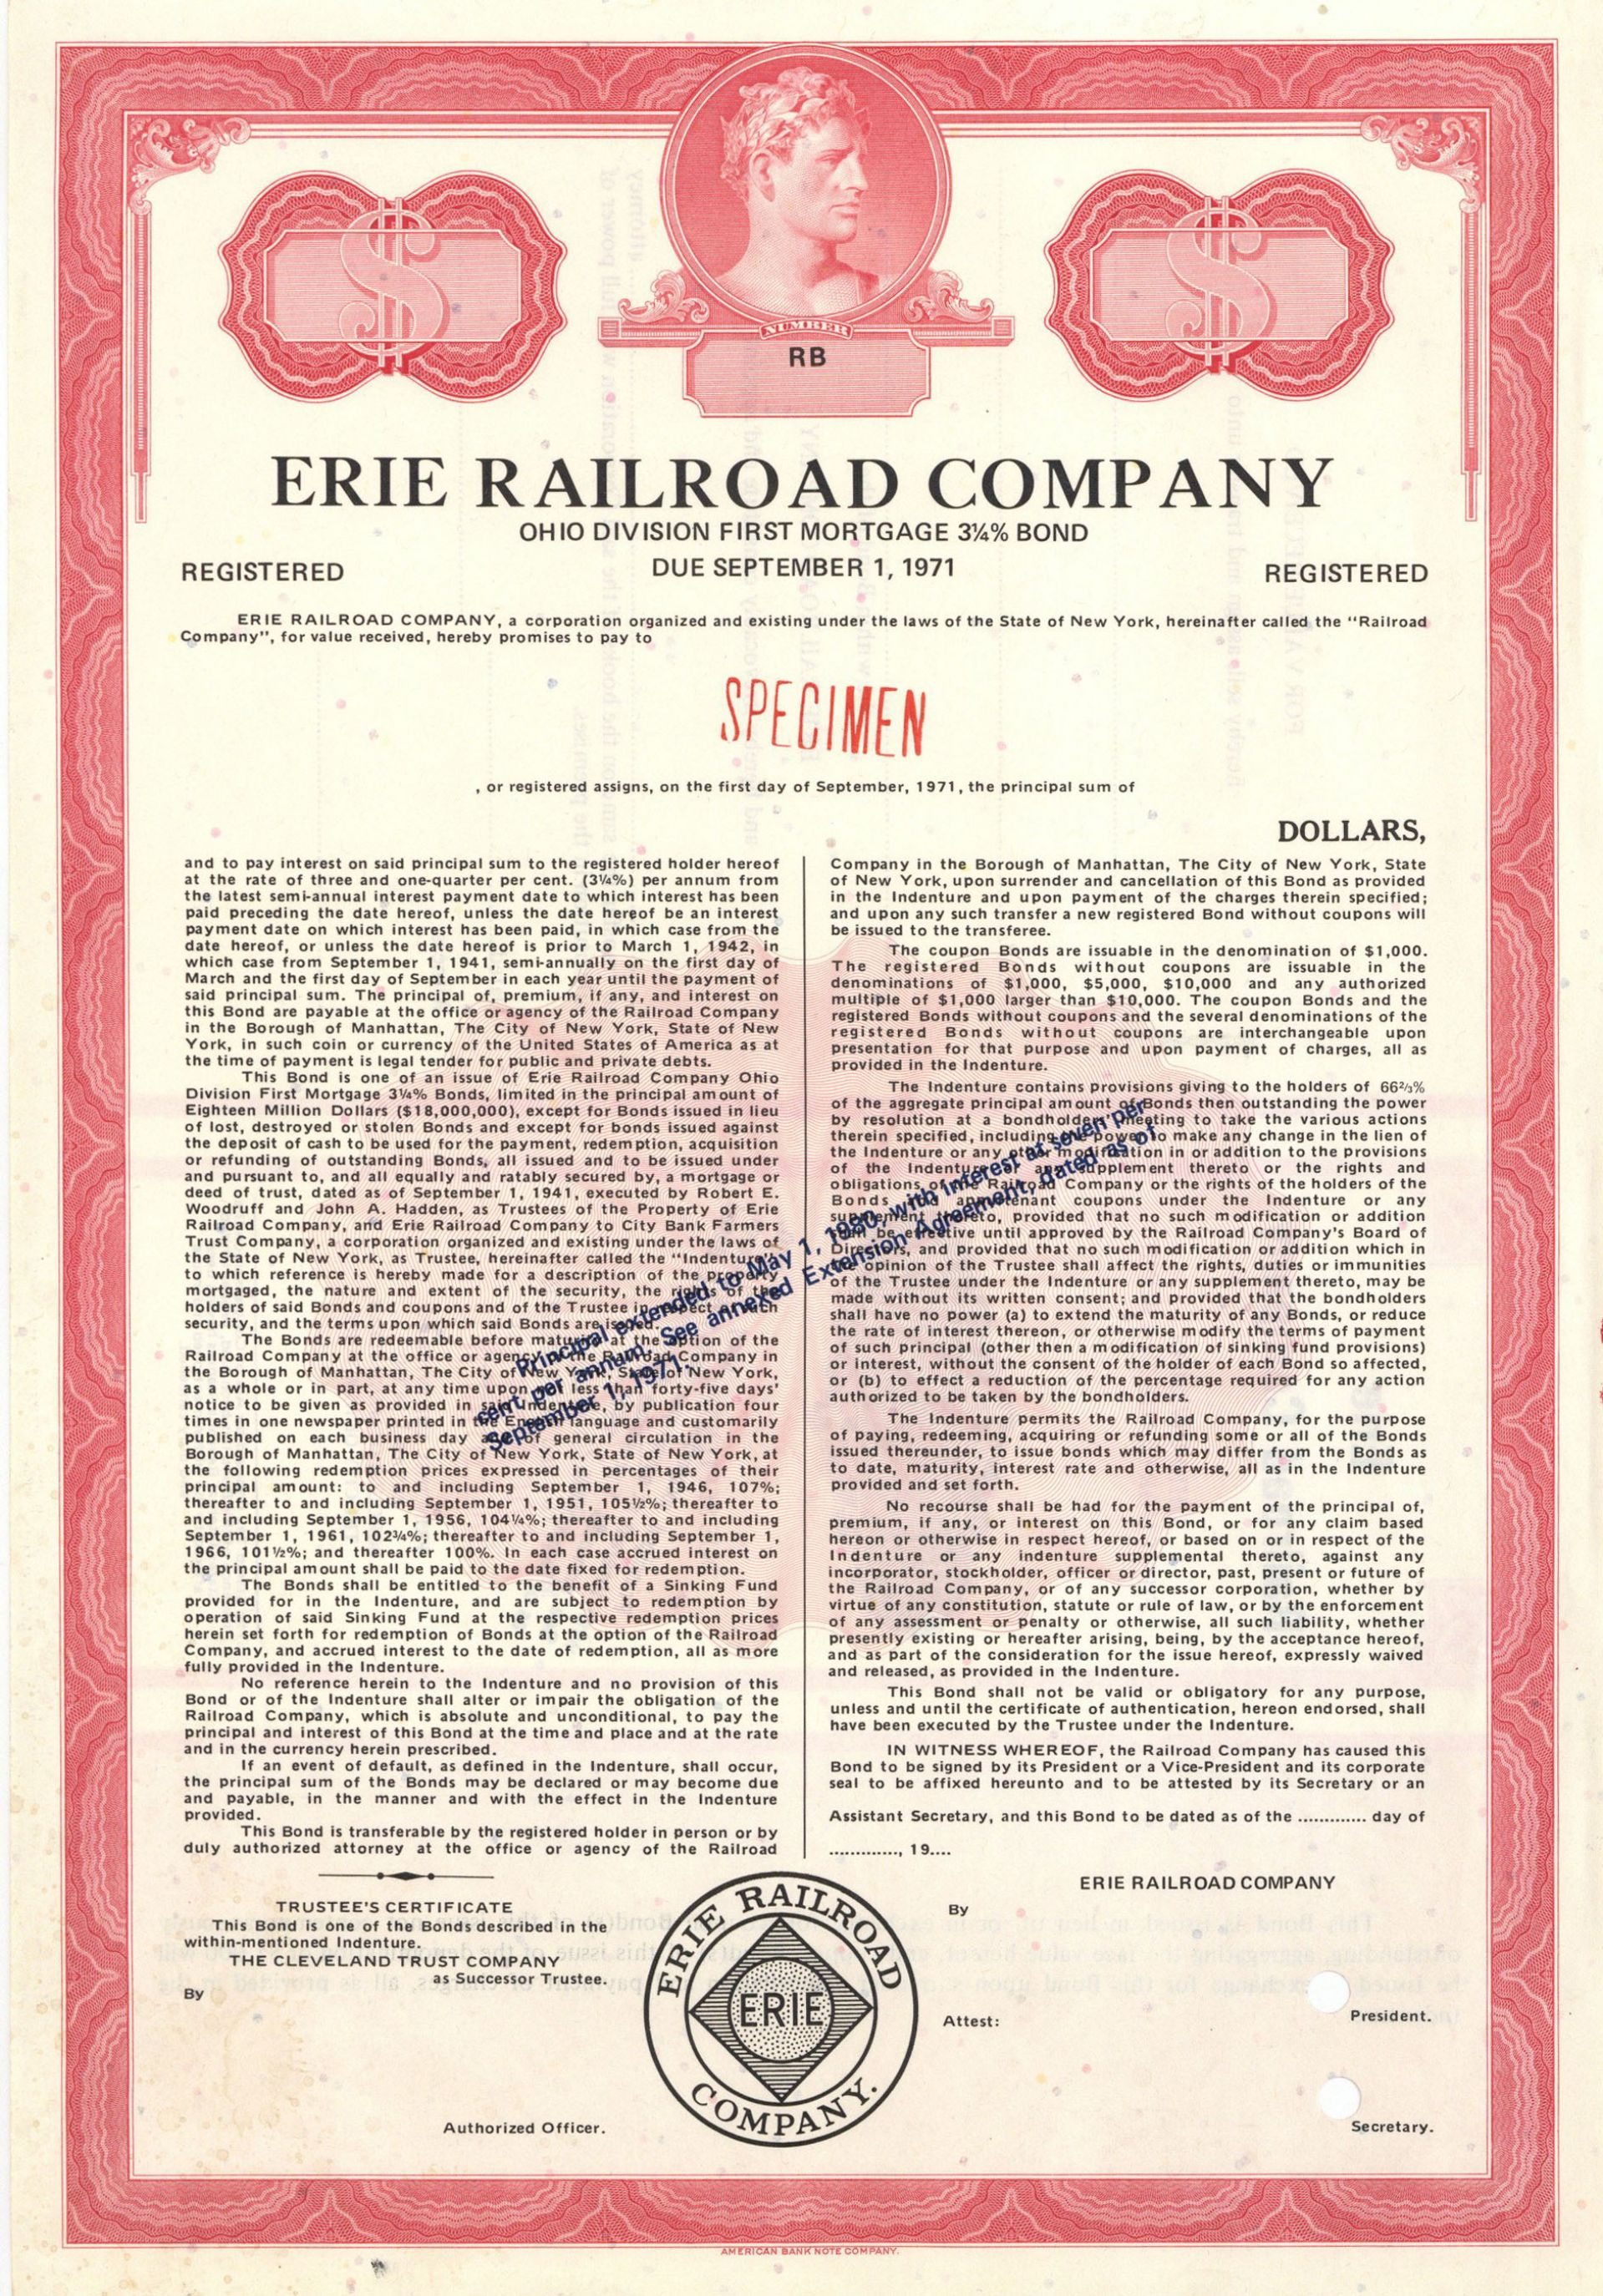 NUMBER
RB
ERIE RAILROAD COMPANY
OHIO DIVISION FIRST MORTGAGE 3¼% BOND
REGISTERED
DUE SEPTEMBER 1, 1971
REGISTERED
ERIE RAILROAD COMPANY, a corporation organized and existing under the laws of the State of New York, hereinafter called the "Railroad
Company", for value received, hereby promises to pay to
SPECIMEN
, or registered assigns, on the first day of September, 1971, the principal sum of
DOLLARS,
and to pay interest on said principal sum to the registered holder hereof
at the rate of three and one-quarter per cent. (3¼%) per annum from
the latest semi-annual interest payment date to which interest has been
paid preceding the date hereof, unless the date hereof be an interest
payment date on which interest has been paid, in which case from the
date hereof, or unless the date hereof is prior to March 1, 1942, in
which case from September 1, 1941, semi-annually on the first day of
March and the first day of September in each year until the payment of
said principal sum. The principal of, premium, if any, and interest on
this Bond are payable at the office or agency of the Railroad Company
in the Borough of Manhattan, The City of New York, State of New
York, in such coin or currency of the United States of America as at
the time of payment is legal tender for public and private debts.
This Bond is one of an issue of Erie Railroad Company Ohio
Division First Mortgage 3¼% Bonds, limited in the principal amount of
Eighteen Million Dollars ($18,000,000), except for Bonds issued in lieu
of lost, destroyed or stolen Bonds and except for bonds issued against
the deposit of cash to be used for the payment, redemption, acquisition
or refunding of outstanding Bonds, all issued and to be issued under
and pursuant to, and all equally and ratably secured by, a mortgage or
deed of trust, dated as of September 1, 1941, executed by Robert E.
Woodruff and John A. Hadden, as Trustees of the Property of Erie
Railroad Company, and Erie Railroad Company to City Bank Farmers
Trust Company, a corporation organized and existing under the laws of
the State of New York, as Trustee, hereinafter called the "Indenture",
to which reference is hereby made for a description of the property
mortgaged, the nature and extent of the security, the rights of the
holders of said Bonds and coupons and of the Trustee in respect of such
security, and the terms upon which said Bonds are issued.
The Bonds are redeemable before maturity at the option of the
Railroad Company at the office or agency of the Railroad Company in
the Borough of Manhattan, The City of New York, State of New York,
as a whole or in part, at any time upon not less than forty-five days'
notice to be given as provided in said Indenture, by publication four
times in one newspaper printed in the English language and customarily
published on each business day and of general circulation in the
Borough of Manhattan, The City of New York, State of New York, at
the following redemption prices expressed in percentages of their
principal amount: to and including September 1, 1946, 107%;
thereafter to and including September 1, 1951, 105½%; thereafter to
and including September 1, 1956, 104¼%; thereafter to and including
September 1, 1961, 102¾%; thereafter to and including September 1,
1966, 101½%; and thereafter 100%. In each case accrued interest on
the principal amount shall be paid to the date fixed for redemption.
The Bonds shall be entitled to the benefit of a Sinking Fund
provided for in the Indenture, and are subject to redemption by
operation of said Sinking Fund at the respective redemption prices
herein set forth for redemption of Bonds at the option of the Railroad
Company, and accrued interest to the date of redemption, all as more
fully provided in the Indenture.
No reference herein to the Indenture and no provision of this
Bond or of the Indenture shall alter or impair the obligation of the
Railroad Company, which is absolute and unconditional, to pay the
principal and interest of this Bond at the time and place and at the rate
and in the currency herein prescribed.
If an event of default, as defined in the Indenture, shall occur,
the principal sum of the Bonds may be declared or may become due
and payable, in the manner and with the effect in the Indenture
provided.
This Bond is transferable by the registered holder in person or by
duly authorized attorney at the office or agency of the Railroad
Company in the Borough of Manhattan, The City of New York, State
of New York, upon surrender and cancellation of this Bond as provided
in the Indenture and upon payment of the charges therein specified;
and upon any such transfer a new registered Bond without coupons will
be issued to the transferee.
The coupon Bonds are issuable in the denomination of $1,000.
The registered Bonds without coupons are issuable in the
denominations of $1,000, $5,000, $10,000 and any authorized
multiple of $1,000 larger than $10,000. The coupon Bonds and the
registered Bonds without coupons and the several denominations of the
registered Bonds without coupons are interchangeable upon
presentation for that purpose and upon payment of charges, all as
provided in the Indenture.
The Indenture contains provisions giving to the holders of 66⅔%
of the aggregate principal amount of Bonds then outstanding the power
by resolution at a bondholders' meeting to take the various actions
therein specified, including the power to make any change in the lien of
the Indenture or any other modification in or addition to the provisions
of the Indenture or any supplement thereto or the rights and
obligations of the Railroad Company or the rights of the holders of the
Bonds and appurtenant coupons under the Indenture or any
supplement thereto, provided that no such modification or addition
shall be effective until approved by the Railroad Company's Board of
Directors, and provided that no such modification or addition which in
the opinion of the Trustee shall affect the rights, duties or immunities
of the Trustee under the Indenture or any supplement thereto, may be
made without its written consent; and provided that the bondholders
shall have no power (a) to extend the maturity of any Bonds, or reduce
the rate of interest thereon, or otherwise modify the terms of payment
of such principal (other then a modification of sinking fund provisions)
or interest, without the consent of the holder of each Bond so affected,
or (b) to effect a reduction of the percentage required for any action
authorized to be taken by the bondholders.
The Indenture permits the Railroad Company, for the purpose
of paying, redeeming, acquiring or refunding some or all of the Bonds
issued thereunder, to issue bonds which may differ from the Bonds as
to date, maturity, interest rate and otherwise, all as in the Indenture
provided and set forth.
No recourse shall be had for the payment of the principal of,
premium, if any, or interest on this Bond, or for any claim based
hereon or otherwise in respect hereof, or based on or in respect of the
Indenture or any indenture supplemental thereto, against any
incorporator, stockholder, officer or director, past, present or future of
the Railroad Company, or of any successor corporation, whether by
virtue of any constitution, statute or rule of law, or by the enforcement
of any assessment or penalty or otherwise, all such liability, whether
presently existing or hereafter arising, being, by the acceptance hereof,
and as part of the consideration for the issue hereof, expressly waived
and released, as provided in the Indenture.
This Bond shall not be valid or obligatory for any purpose,
unless and until the certificate of authentication, hereon endorsed, shall
have been executed by the Trustee under the Indenture.
IN WITNESS WHEREOF, the Railroad Company has caused this
Bond to be signed by its President or a Vice-President and its corporate
seal to be affixed hereunto and to be attested by its Secretary or an
Assistant Secretary, and this Bond to be dated as of the ............. day of
............., 19....
Principal extended to May 1, 1980, with interest at seven per
cent per annum. See annexed Extension Agreement, dated as of
September 1, 1971.
TRUSTEE'S CERTIFICATE
This Bond is one of the Bonds described in the
within-mentioned Indenture.
THE CLEVELAND TRUST COMPANY
as Successor Trustee.
By
Authorized Officer.
ERIE RAILROAD
ERIE
COMPANY.
ERIE RAILROAD COMPANY
By
President.
Attest:
Secretary.
AMERICAN BANK NOTE COMPANY.